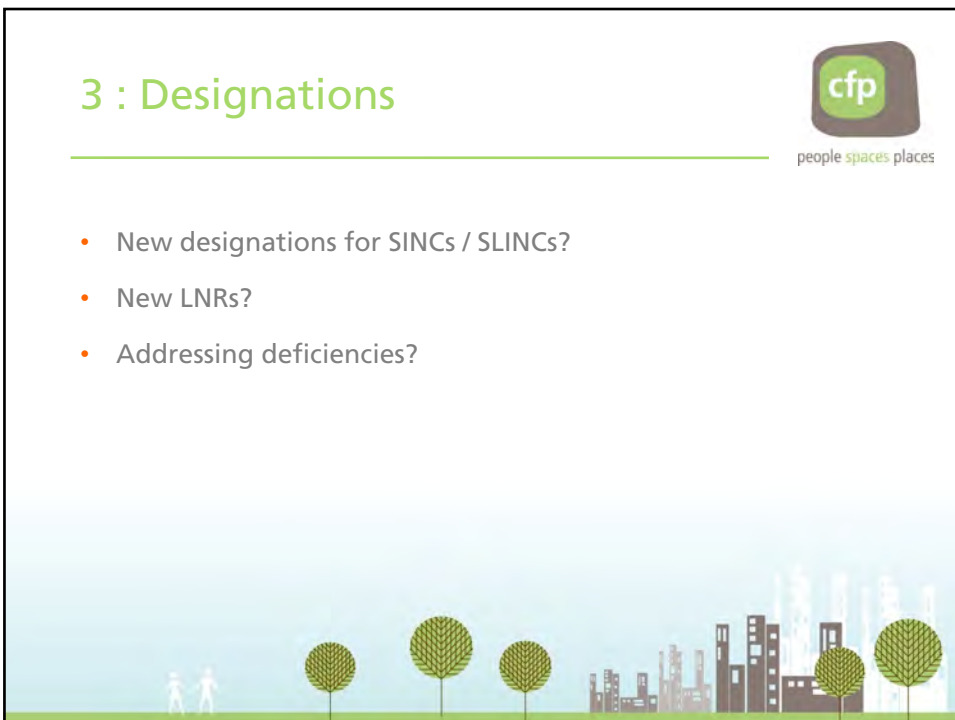 3 : Designations
cfp
people spaces places
• New designations for SINCs / SLINCs?
• New LNRs?
• Addressing deficiencies?